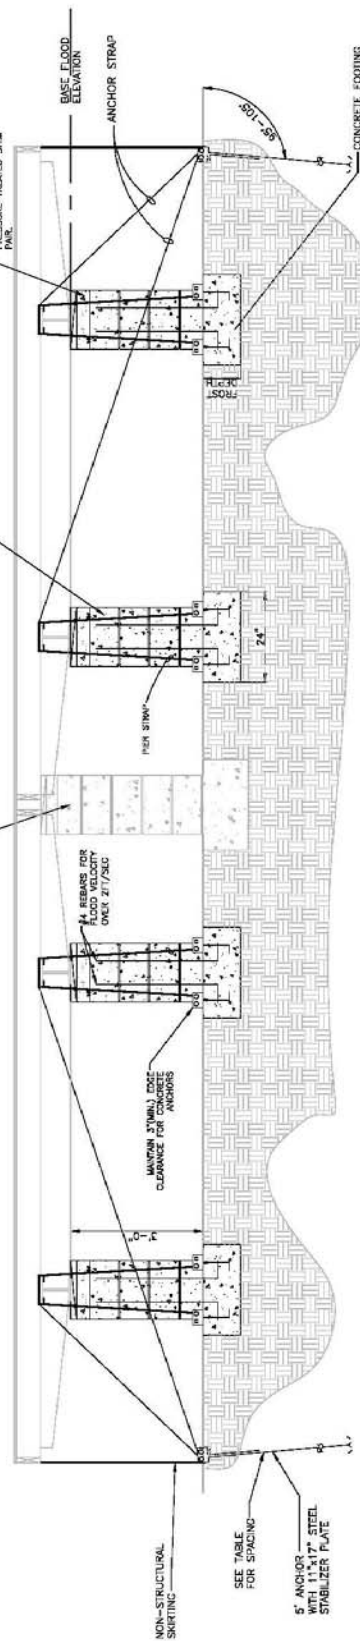 PAIR.
BASE FLOOD
ELEVATION
ANCHOR STRAP
95°-105°
CONCRETE FOOTING
FROST
DEPTH
24"
PIER STRAP
#4 REBARS FOR
FLOOD VELOCITY
OVER 2FT/SEC
MAINTAIN 3"(MIN.) EDGE
CLEARANCE FOR CONCRETE
ANCHORS
3'-0"
NON-STRUCTURAL
SKIRTING
SEE TABLE
FOR SPACING
5' ANCHOR
WITH 11"x17" STEEL
STABILIZER PLATE